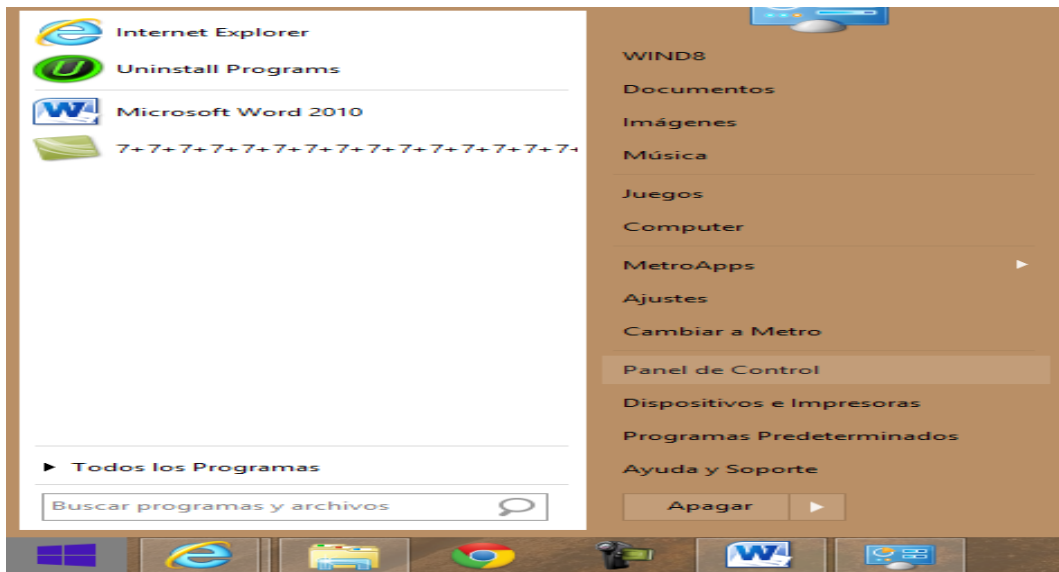 Internet Explorer
Uninstall Programs
Microsoft Word 2010
7+7+7+7+7+7+7+7+7+7+7+7+7+7+7+
Todos los Programas
Buscar programas y archivos
WIND8
Documentos
Imágenes
Música
Juegos
Computer
MetroApps
Ajustes
Cambiar a Metro
Panel de Control
Dispositivos e Impresoras
Programas Predeterminados
Ayuda y Soporte
Apagar